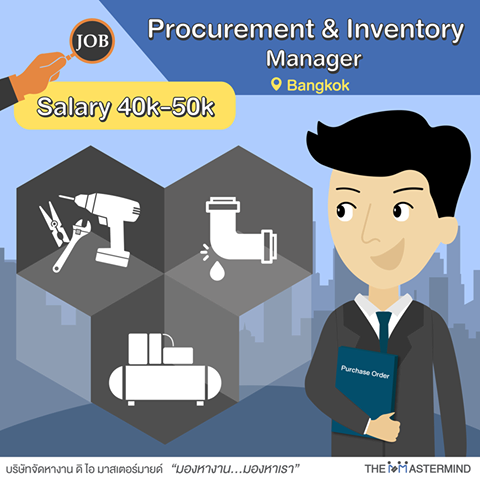 JOB
Procurement & Inventory
Manager
Bangkok
Salary 40k-50k
Purchase Order
บริษัทจัดหางาน ดิ ไอ มาสเตอร์มายด์ “มองหางาน...มองหาเรา” THE I MASTERMIND